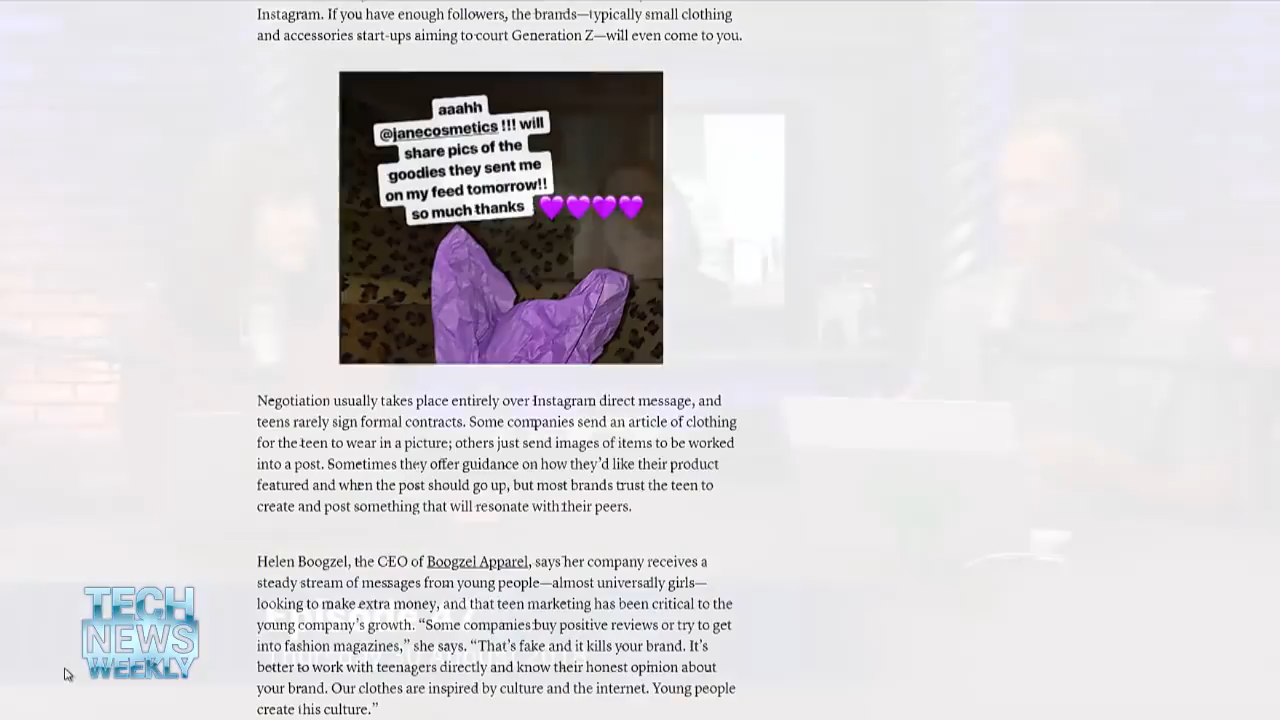 Instagram. If you have enough followers, the brands—typically small clothing
and accessories start-ups aiming to court Generation Z—will even come to you.
aaahh
@janecosmetics !!! will
share pics of the
goodies they sent me
on my feed tomorrow!!
so much thanks 💜💜💜💜
Negotiation usually takes place entirely over Instagram direct message, and
teens rarely sign formal contracts. Some companies send an article of clothing
for the teen to wear in a picture; others just send images of items to be worked
into a post. Sometimes they offer guidance on how they’d like their product
featured and when the post should go up, but most brands trust the teen to
create and post something that will resonate with their peers.
Helen Boogzel, the CEO of Boogzel Apparel, says her company receives a
steady stream of messages from young people—almost universally girls—
looking to make extra money, and that teen marketing has been critical to the
young company’s growth. “Some companies buy positive reviews or try to get
into fashion magazines,” she says. “That’s fake and it kills your brand. It’s
better to work with teenagers directly and know their honest opinion about
your brand. Our clothes are inspired by culture and the internet. Young people
create this culture.”
TECH
NEWS
WEEKLY